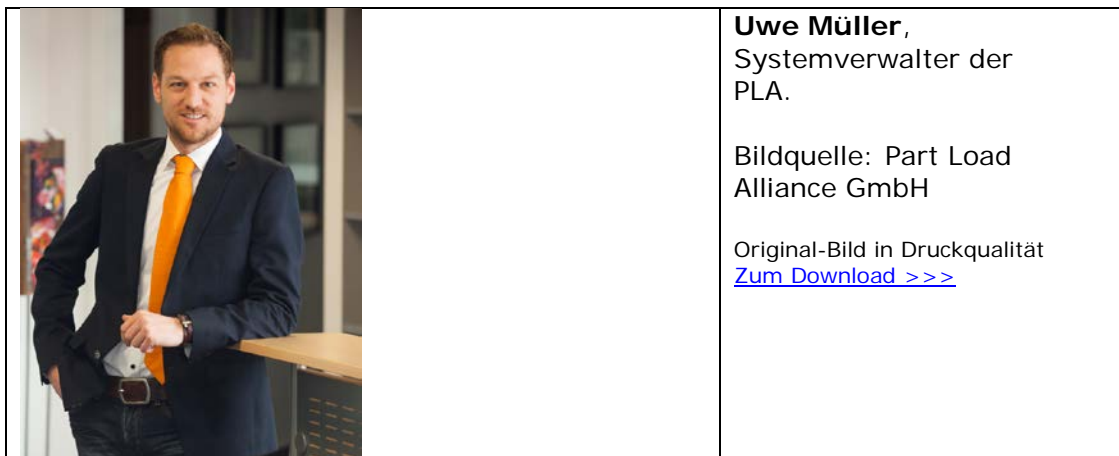 Uwe Müller,
Systemverwalter der
PLA.
Bildquelle: Part Load
Alliance GmbH
Original-Bild in Druckqualität
Zum Download >>>